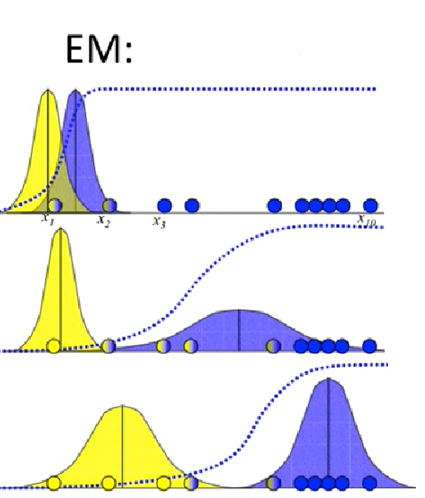 EM:
x₁ x₂ x₃ x₁₀